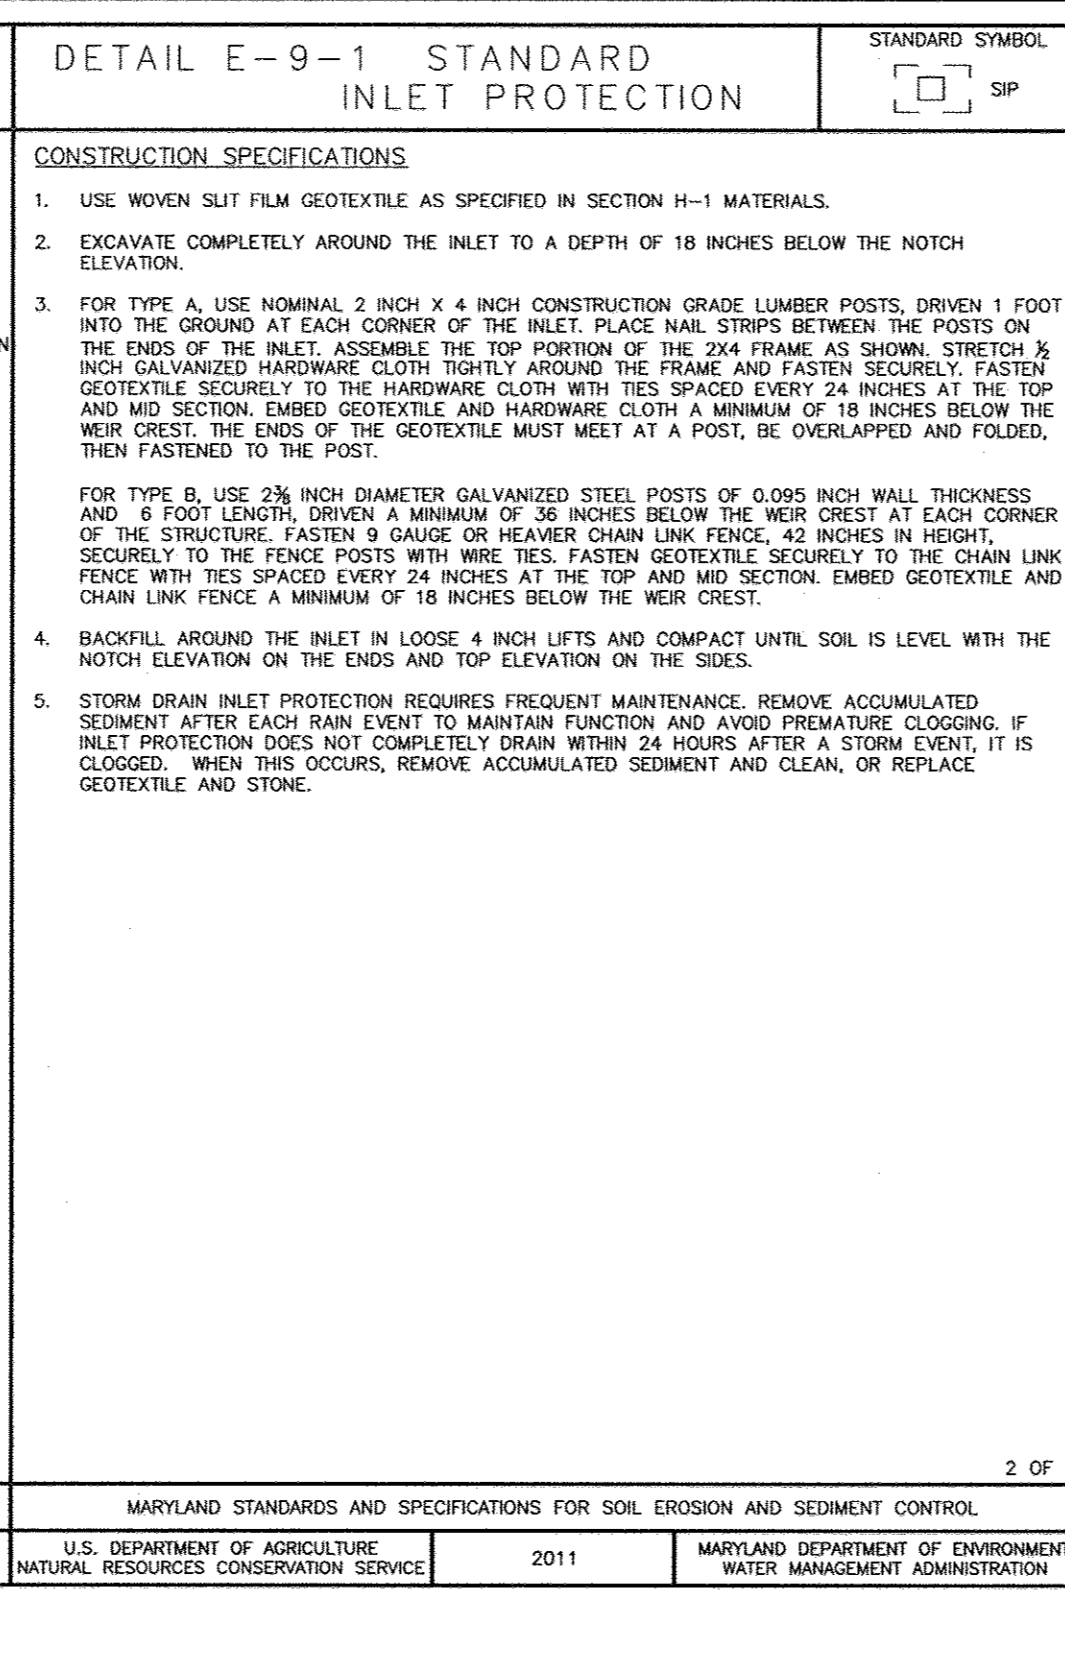 DETAIL E-9-1 STANDARD
INLET PROTECTION
STANDARD SYMBOL
SIP
CONSTRUCTION SPECIFICATIONS
1. USE WOVEN SLIT FILM GEOTEXTILE AS SPECIFIED IN SECTION H-1 MATERIALS.
2. EXCAVATE COMPLETELY AROUND THE INLET TO A DEPTH OF 18 INCHES BELOW THE NOTCH
ELEVATION.
3. FOR TYPE A, USE NOMINAL 2 INCH X 4 INCH CONSTRUCTION GRADE LUMBER POSTS, DRIVEN 1 FOOT
INTO THE GROUND AT EACH CORNER OF THE INLET. PLACE NAIL STRIPS BETWEEN THE POSTS ON
THE ENDS OF THE INLET. ASSEMBLE THE TOP PORTION OF THE 2X4 FRAME AS SHOWN. STRETCH ½
INCH GALVANIZED HARDWARE CLOTH TIGHTLY AROUND THE FRAME AND FASTEN SECURELY. FASTEN
GEOTEXTILE SECURELY TO THE HARDWARE CLOTH WITH TIES SPACED EVERY 24 INCHES AT THE TOP
AND MID SECTION. EMBED GEOTEXTILE AND HARDWARE CLOTH A MINIMUM OF 18 INCHES BELOW THE
WEIR CREST. THE ENDS OF THE GEOTEXTILE MUST MEET AT A POST, BE OVERLAPPED AND FOLDED,
THEN FASTENED TO THE POST.
FOR TYPE B, USE 2⅜ INCH DIAMETER GALVANIZED STEEL POSTS OF 0.095 INCH WALL THICKNESS
AND 6 FOOT LENGTH, DRIVEN A MINIMUM OF 36 INCHES BELOW THE WEIR CREST AT EACH CORNER
OF THE STRUCTURE. FASTEN 9 GAUGE OR HEAVIER CHAIN LINK FENCE, 42 INCHES IN HEIGHT,
SECURELY TO THE FENCE POSTS WITH WIRE TIES. FASTEN GEOTEXTILE SECURELY TO THE CHAIN LINK
FENCE WITH TIES SPACED EVERY 24 INCHES AT THE TOP AND MID SECTION. EMBED GEOTEXTILE AND
CHAIN LINK FENCE A MINIMUM OF 18 INCHES BELOW THE WEIR CREST.
4. BACKFILL AROUND THE INLET IN LOOSE 4 INCH LIFTS AND COMPACT UNTIL SOIL IS LEVEL WITH THE
NOTCH ELEVATION ON THE ENDS AND TOP ELEVATION ON THE SIDES.
5. STORM DRAIN INLET PROTECTION REQUIRES FREQUENT MAINTENANCE. REMOVE ACCUMULATED
SEDIMENT AFTER EACH RAIN EVENT TO MAINTAIN FUNCTION AND AVOID PREMATURE CLOGGING. IF
INLET PROTECTION DOES NOT COMPLETELY DRAIN WITHIN 24 HOURS AFTER A STORM EVENT, IT IS
CLOGGED. WHEN THIS OCCURS, REMOVE ACCUMULATED SEDIMENT AND CLEAN, OR REPLACE
GEOTEXTILE AND STONE.
2 OF
MARYLAND STANDARDS AND SPECIFICATIONS FOR SOIL EROSION AND SEDIMENT CONTROL
U.S. DEPARTMENT OF AGRICULTURE
NATURAL RESOURCES CONSERVATION SERVICE
2011
MARYLAND DEPARTMENT OF ENVIRONMENT
WATER MANAGEMENT ADMINISTRATION